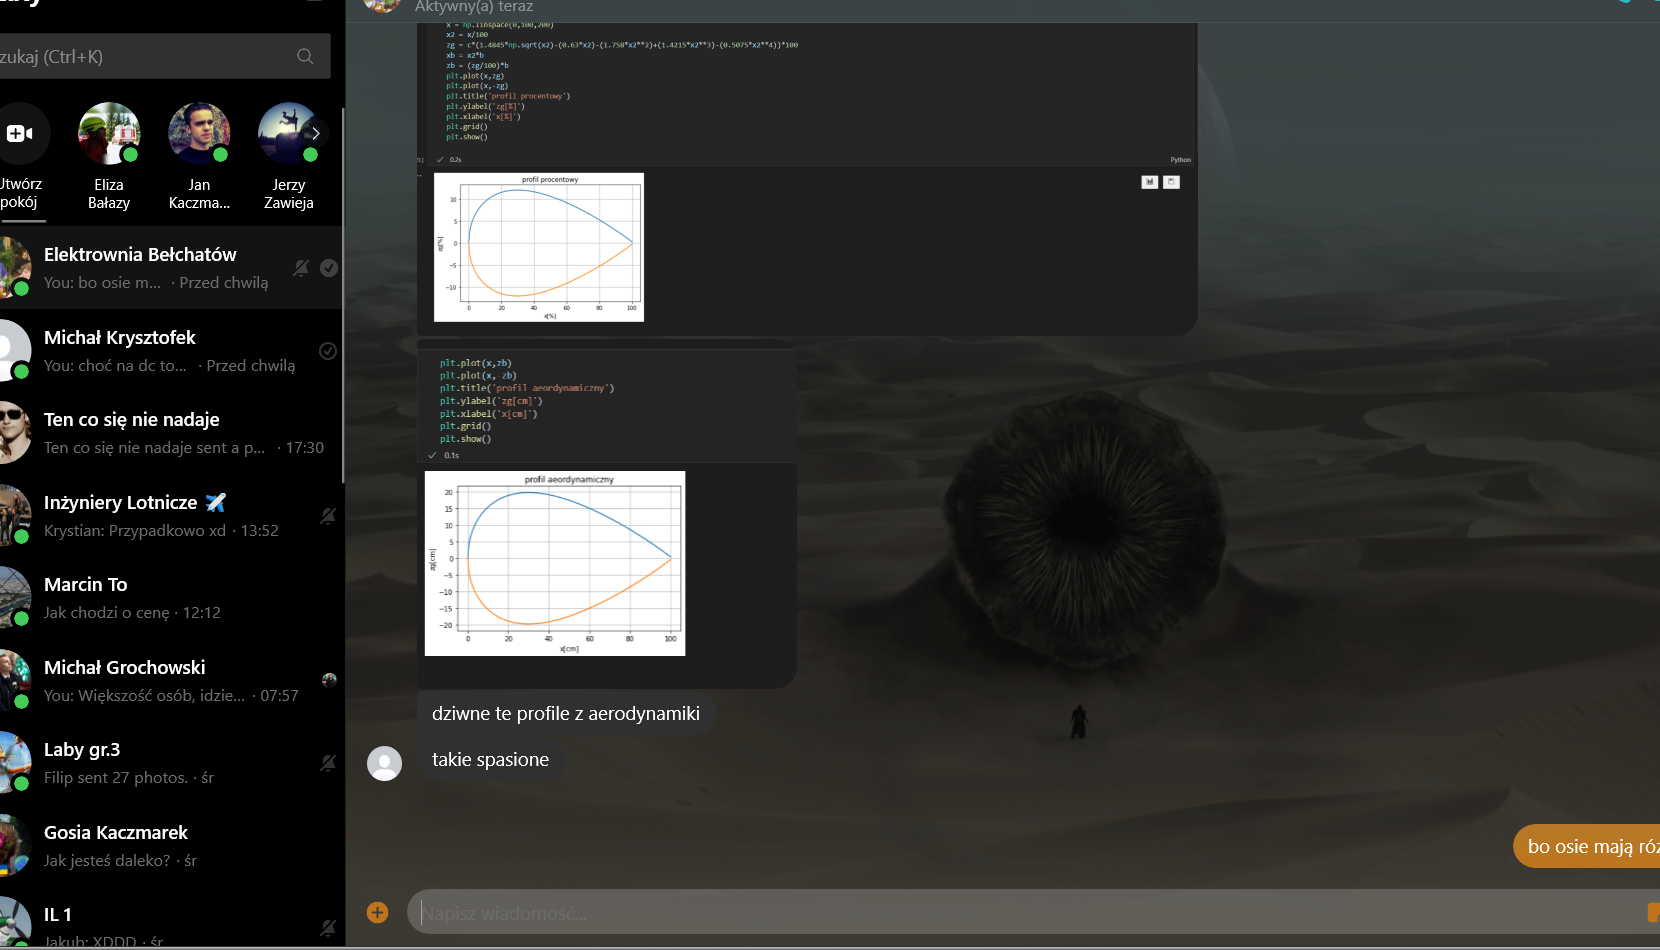 Aktywny(a) teraz
zukaj (Ctrl+K)
Utwórz
pokój
Eliza
Bałazy
Jan
Kaczma...
Jerzy
Zawieja
Elektrownia Bełchatów
You: bo osie m... · Przed chwilą
Michał Krysztofek
You: choć na dc to... · Przed chwilą
Ten co się nie nadaje
Ten co się nie nadaje sent a p... · 17:30
Inżyniery Lotnicze
Krystian: Przypadkowo xd · 13:52
Marcin To
Jak chodzi o cenę · 12:12
Michał Grochowski
You: Większość osób, idzie... · 07:57
Laby gr.3
Filip sent 27 photos. · śr
Gosia Kaczmarek
Jak jesteś daleko? · śr
IL 1
Jakub: XDDD · śr
x = np.linspace(0,100,200)
x2 = x/100
zg = c*(1.4845*np.sqrt(x2)-(0.63*x2)-(1.758*x2**2)+(1.4215*x2**3)-(0.5075*x2**4))*100
xb = x2*b
zb = (zg/100)*b
plt.plot(x,zg)
plt.plot(x,-zg)
plt.title('profil procentowy')
plt.ylabel('zg[%]')
plt.xlabel('x[%]')
plt.grid()
plt.show()
0.2s
Python
profil procentowy
10
5
0
−5
−10
zg[%]
0 20 40 60 80 100
x[%]
plt.plot(x,zb)
plt.plot(x,-zb)
plt.title('profil aeordynamiczny')
plt.ylabel('zg[cm]')
plt.xlabel('x[cm]')
plt.grid()
plt.show()
0.1s
profil aeordynamiczny
20
15
10
5
0
−5
−10
−15
−20
zg[cm]
0 20 40 60 80 100
x[cm]
dziwne te profile z aerodynamiki
takie spasione
bo osie mają róż
Napisz wiadomość...